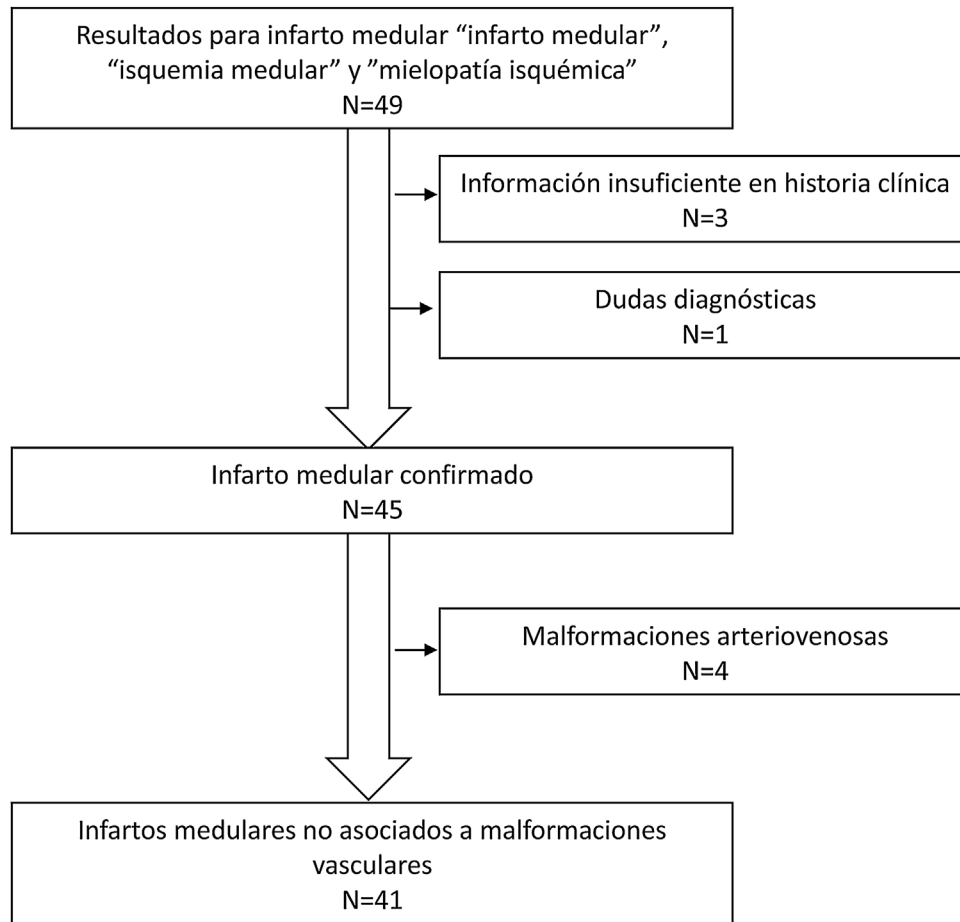 Resultados para infarto medular “infarto medular”,
“isquemia medular” y ”mielopatía isquémica”
N=49
Información insuficiente en historia clínica
N=3
Dudas diagnósticas
N=1
Infarto medular confirmado
N=45
Malformaciones arteriovenosas
N=4
Infartos medulares no asociados a malformaciones
vasculares
N=41